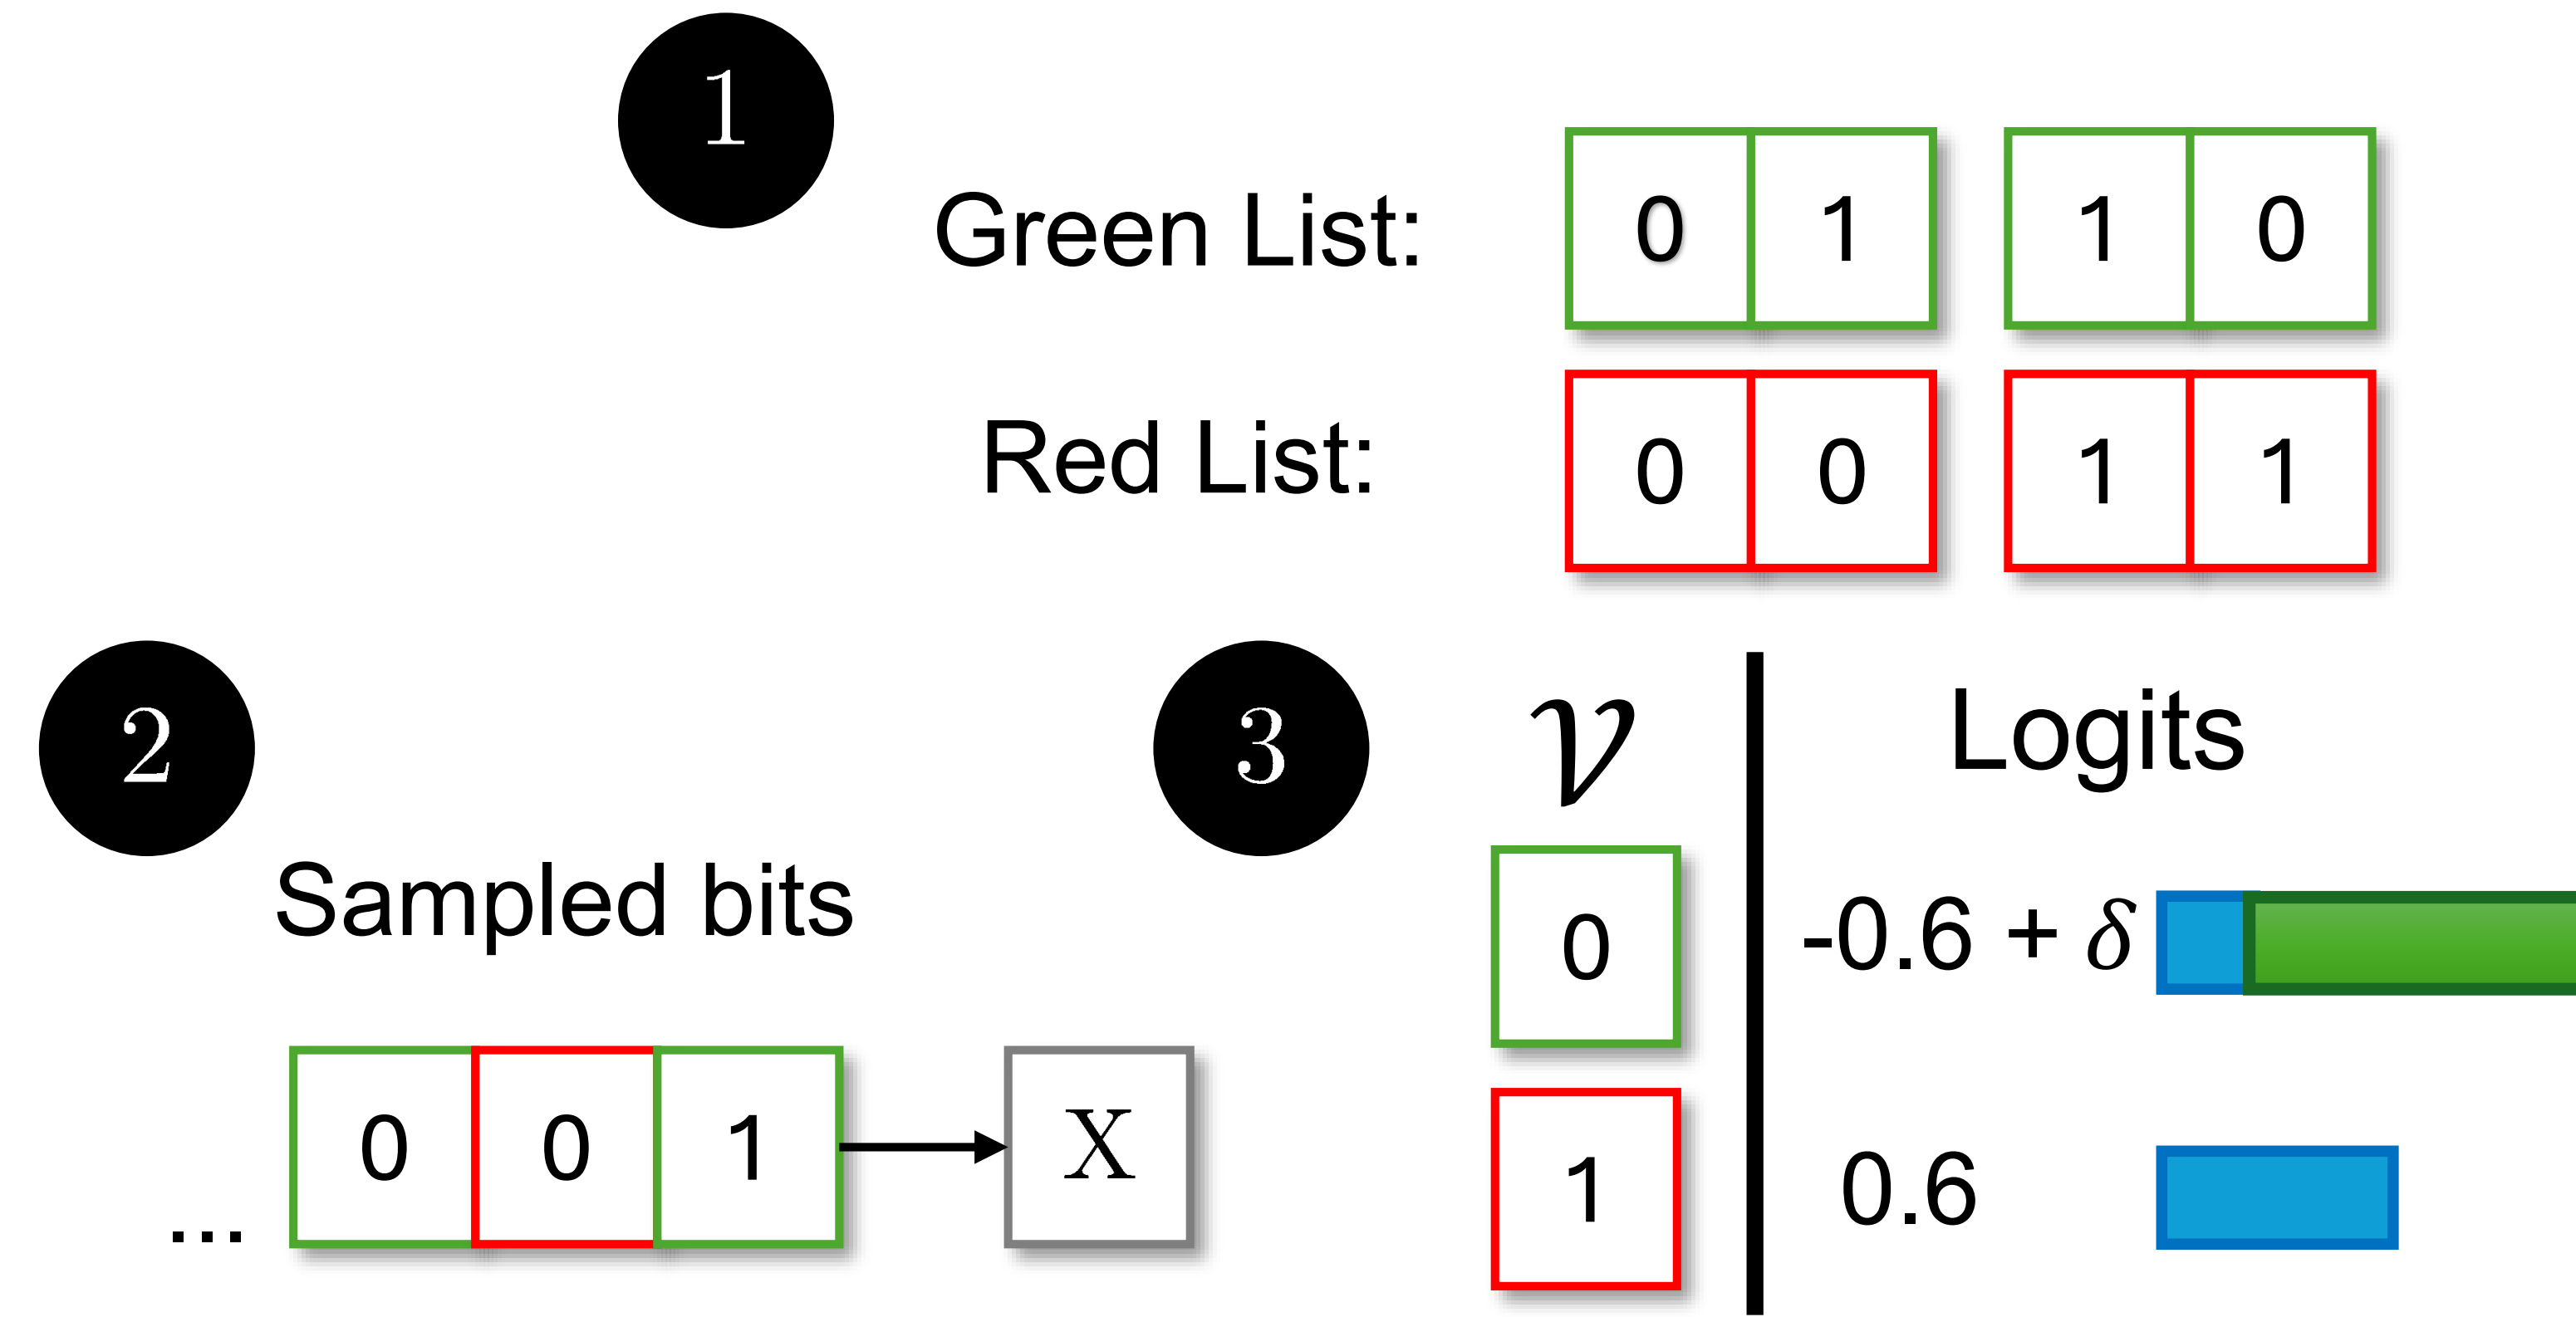 1
Green List: 0 1 1 0
Red List: 0 0 1 1
2
Sampled bits
... 0 0 1 X
3
𝒱 Logits
0 -0.6 + δ
1 0.6